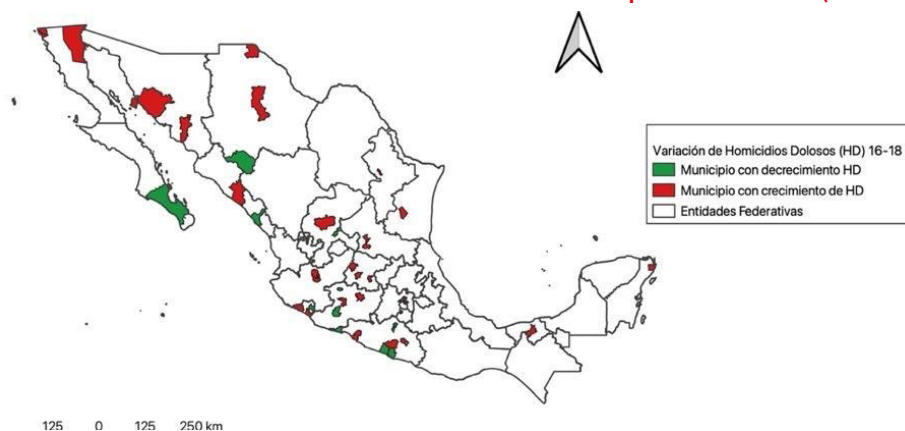 Variación de Homicidios Dolosos (HD) 16-18
Municipio con decrecimiento HD
Municipio con crecimiento de HD
Entidades Federativas
125 0 125 250 km